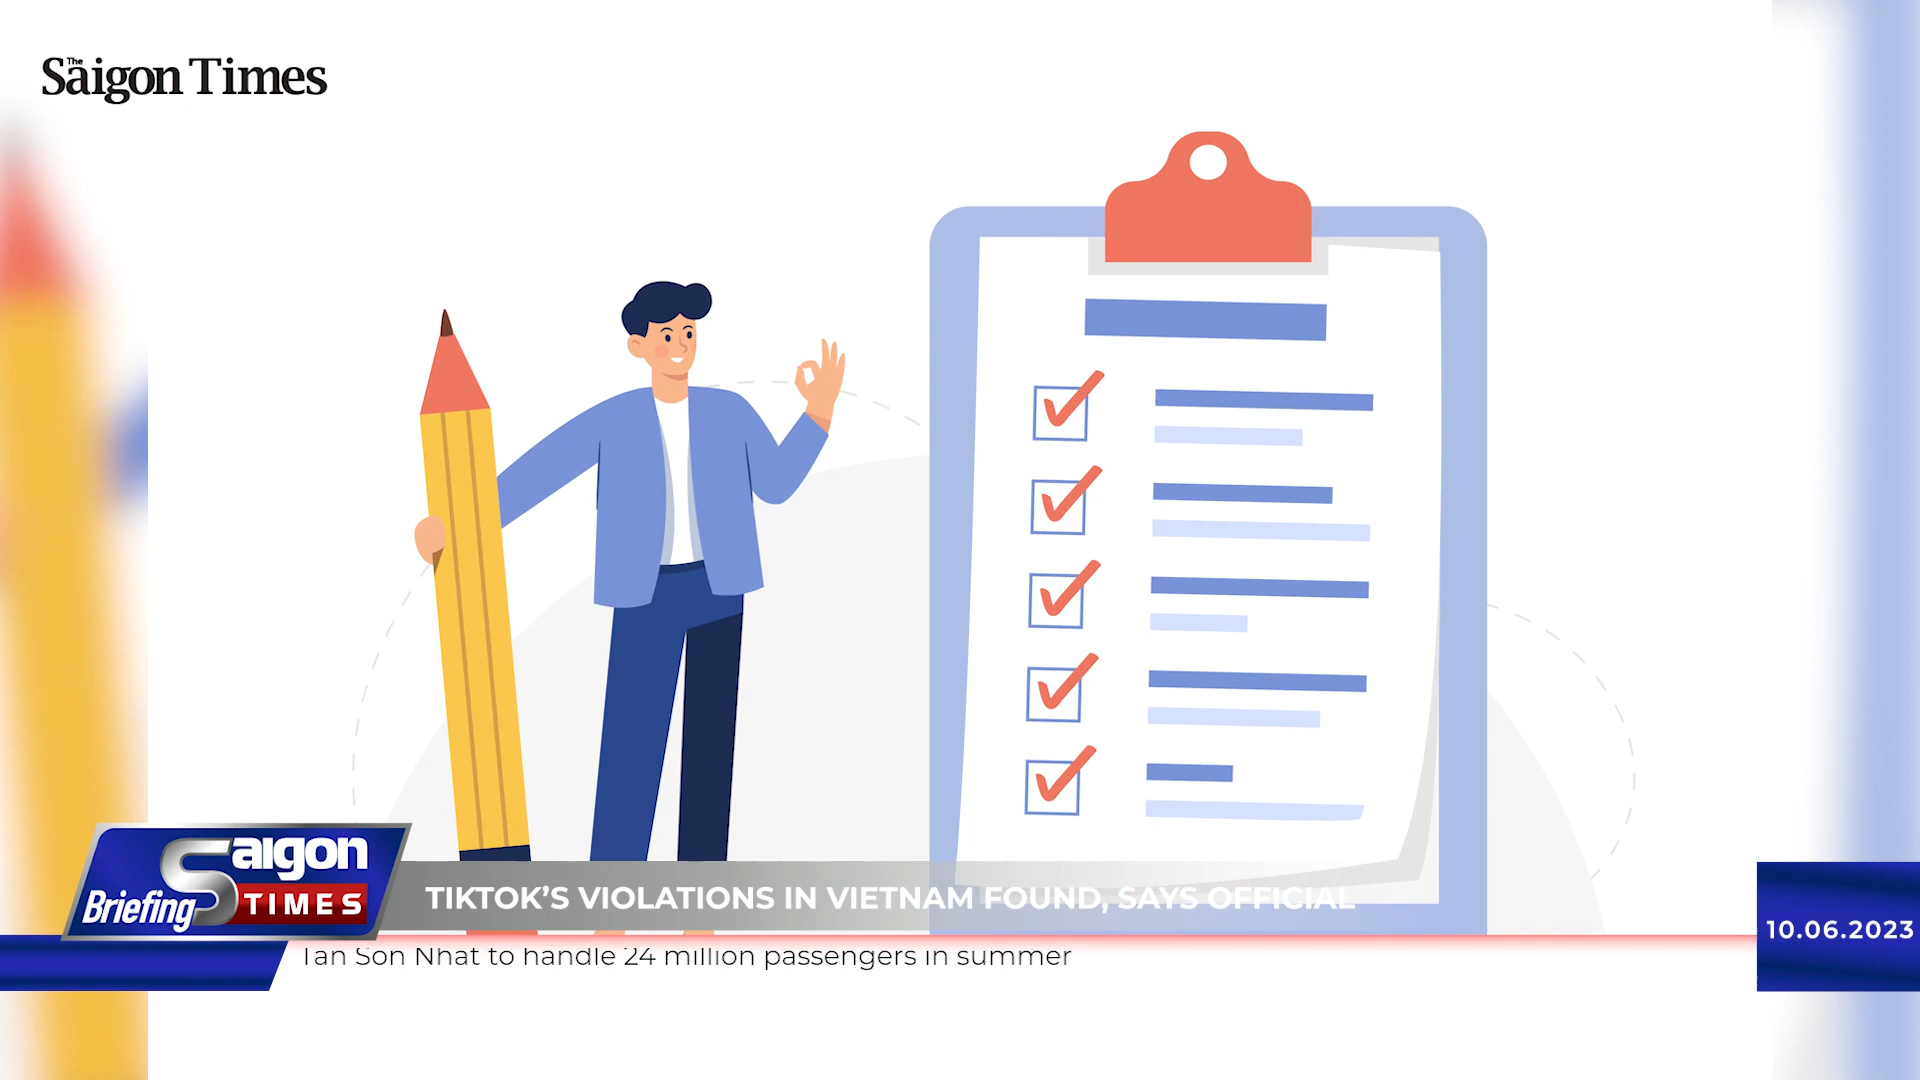 The Saigon Times
Saigon
Briefing TIMES
TIKTOK'S VIOLATIONS IN VIETNAM FOUND, SAYS OFFICIAL
10.06.2023
Tan Son Nhat to handle 24 million passengers in summer